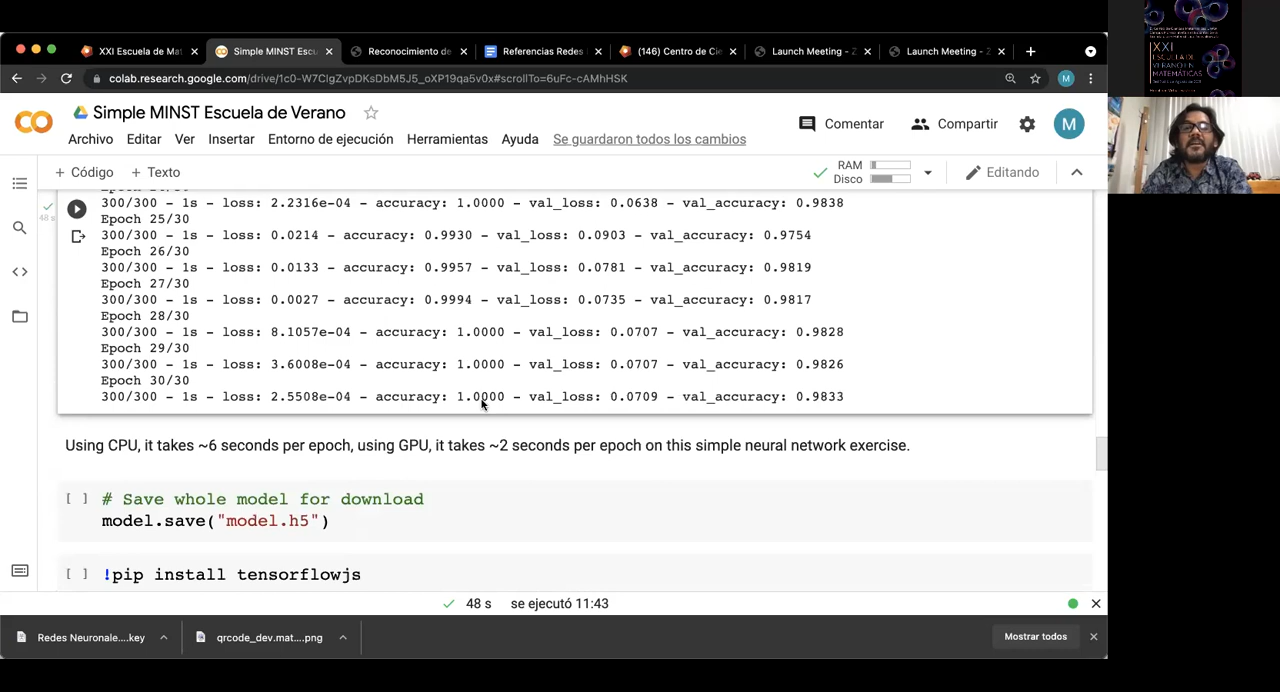 XXI Escuela de Mat
Simple MINST Escu
Reconocimiento de
Referencias Redes
(146) Centro de Cie
Launch Meeting - Z
Launch Meeting - Z
colab.research.google.com/drive/1c0-W7CIgZvpDKsDbM5J5_oXP19qa5v0x#scrollTo=6uFc-cAMhHSK
M
Simple MINST Escuela de Verano
Comentar
Compartir
M
Archivo Editar Ver Insertar Entorno de ejecución Herramientas Ayuda Se guardaron todos los cambios
+ Código + Texto
RAM
Disco
Editando
300/300 - 1s - loss: 2.2316e-04 - accuracy: 1.0000 - val_loss: 0.0638 - val_accuracy: 0.9838
48 s
Epoch 25/30
300/300 - 1s - loss: 0.0214 - accuracy: 0.9930 - val_loss: 0.0903 - val_accuracy: 0.9754
Epoch 26/30
300/300 - 1s - loss: 0.0133 - accuracy: 0.9957 - val_loss: 0.0781 - val_accuracy: 0.9819
Epoch 27/30
300/300 - 1s - loss: 0.0027 - accuracy: 0.9994 - val_loss: 0.0735 - val_accuracy: 0.9817
Epoch 28/30
300/300 - 1s - loss: 8.1057e-04 - accuracy: 1.0000 - val_loss: 0.0707 - val_accuracy: 0.9828
Epoch 29/30
300/300 - 1s - loss: 3.6008e-04 - accuracy: 1.0000 - val_loss: 0.0707 - val_accuracy: 0.9826
Epoch 30/30
300/300 - 1s - loss: 2.5508e-04 - accuracy: 1.0000 - val_loss: 0.0709 - val_accuracy: 0.9833
Using CPU, it takes ~6 seconds per epoch, using GPU, it takes ~2 seconds per epoch on this simple neural network exercise.
[ ] # Save whole model for download
model.save("model.h5")
[ ] !pip install tensorflowjs
48 s se ejecutó 11:43
Redes Neuronale....key
qrcode_dev.mat....png
Mostrar todos
XXI
ESCUELA DE
VERANO EN
MATEMÁTICAS